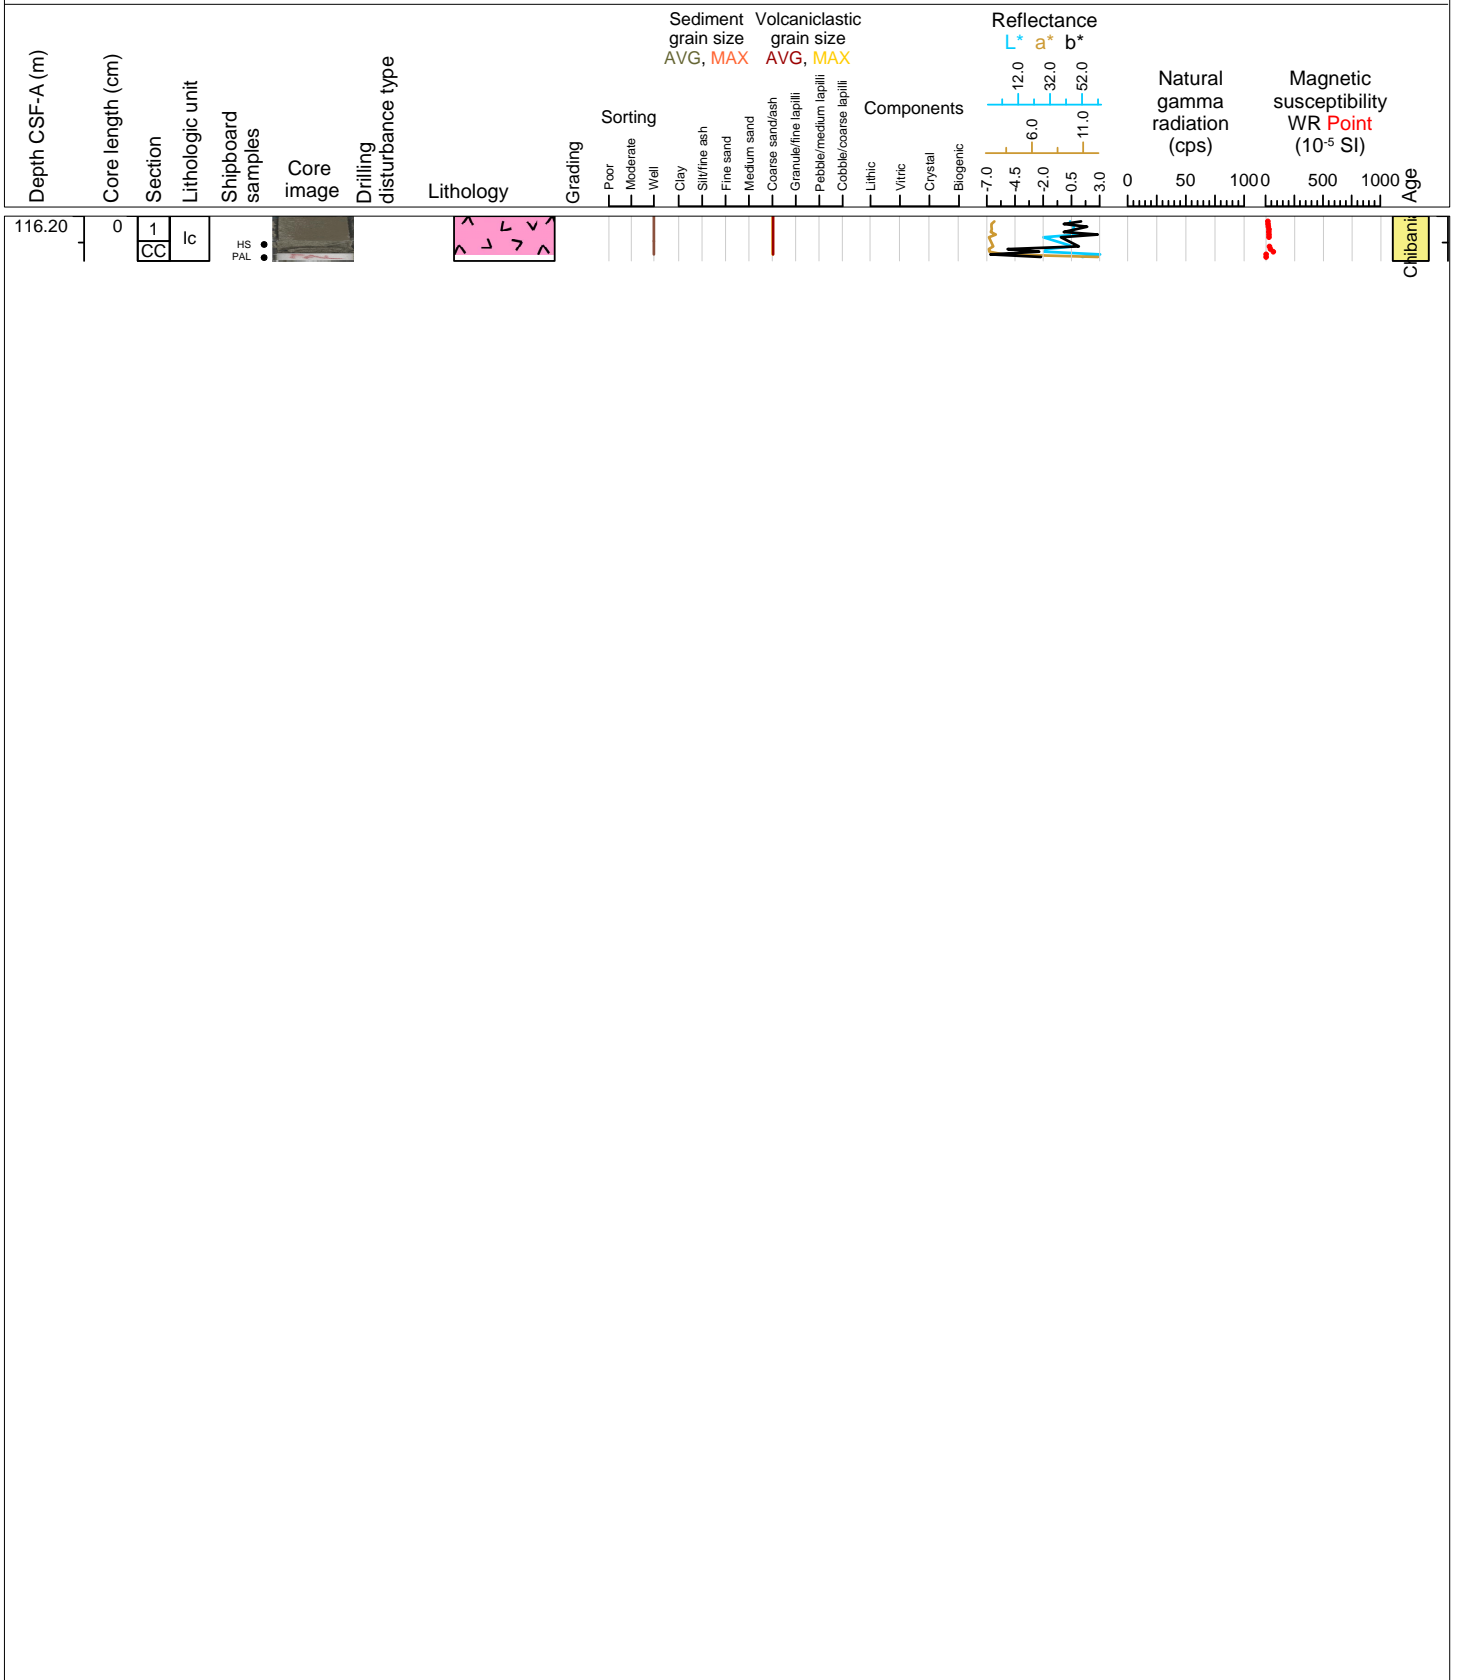 Depth CSF-A (m)
Core length (cm)
Section
Lithologic unit
Shipboard
samples
Core
image
Drilling
disturbance type
Lithology
Grading
Sorting
Poor
Moderate
Well
Sediment
grain size
AVG, MAX
Volcaniclastic
grain size
AVG, MAX
Clay
Silt/fine ash
Fine sand
Medium sand
Coarse sand/ash
Granule/fine lapilli
Pebble/medium lapilli
Cobble/coarse lapilli
Components
Lithic
Vitric
Crystal
Biogenic
Reflectance
L* a* b*
12.0 32.0 52.0
6.0 11.0
-7.0 -4.5 -2.0 0.5 3.0
Natural
gamma
radiation
(cps)
0 50 100
Magnetic
susceptibility
WR Point
(10-5 SI)
0 500 1000
Age
116.20 0 1 Ic
CC
HS
PAL
Chibania